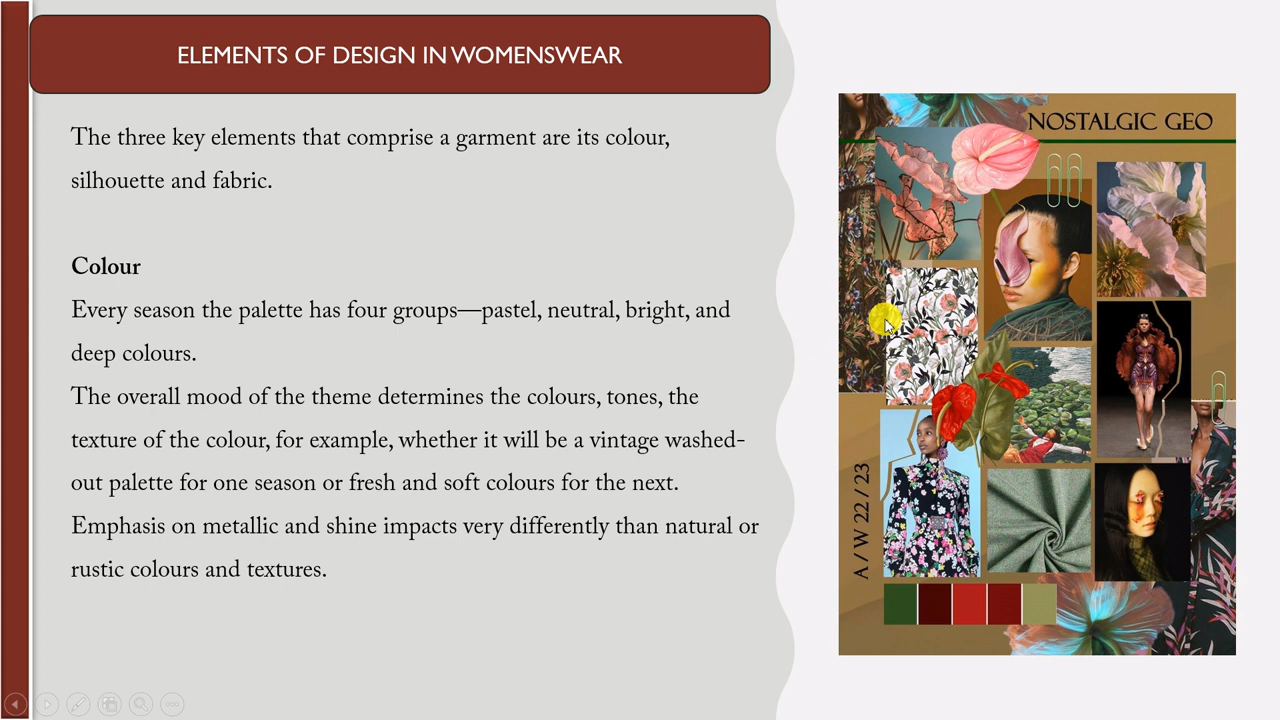 ELEMENTS OF DESIGN IN WOMENSWEAR
The three key elements that comprise a garment are its colour,
silhouette and fabric.
Colour
Every season the palette has four groups—pastel, neutral, bright, and
deep colours.
The overall mood of the theme determines the colours, tones, the
texture of the colour, for example, whether it will be a vintage washed-
out palette for one season or fresh and soft colours for the next.
Emphasis on metallic and shine impacts very differently than natural or
rustic colours and textures.
NOSTALGIC GEO
A / W 22 / 23